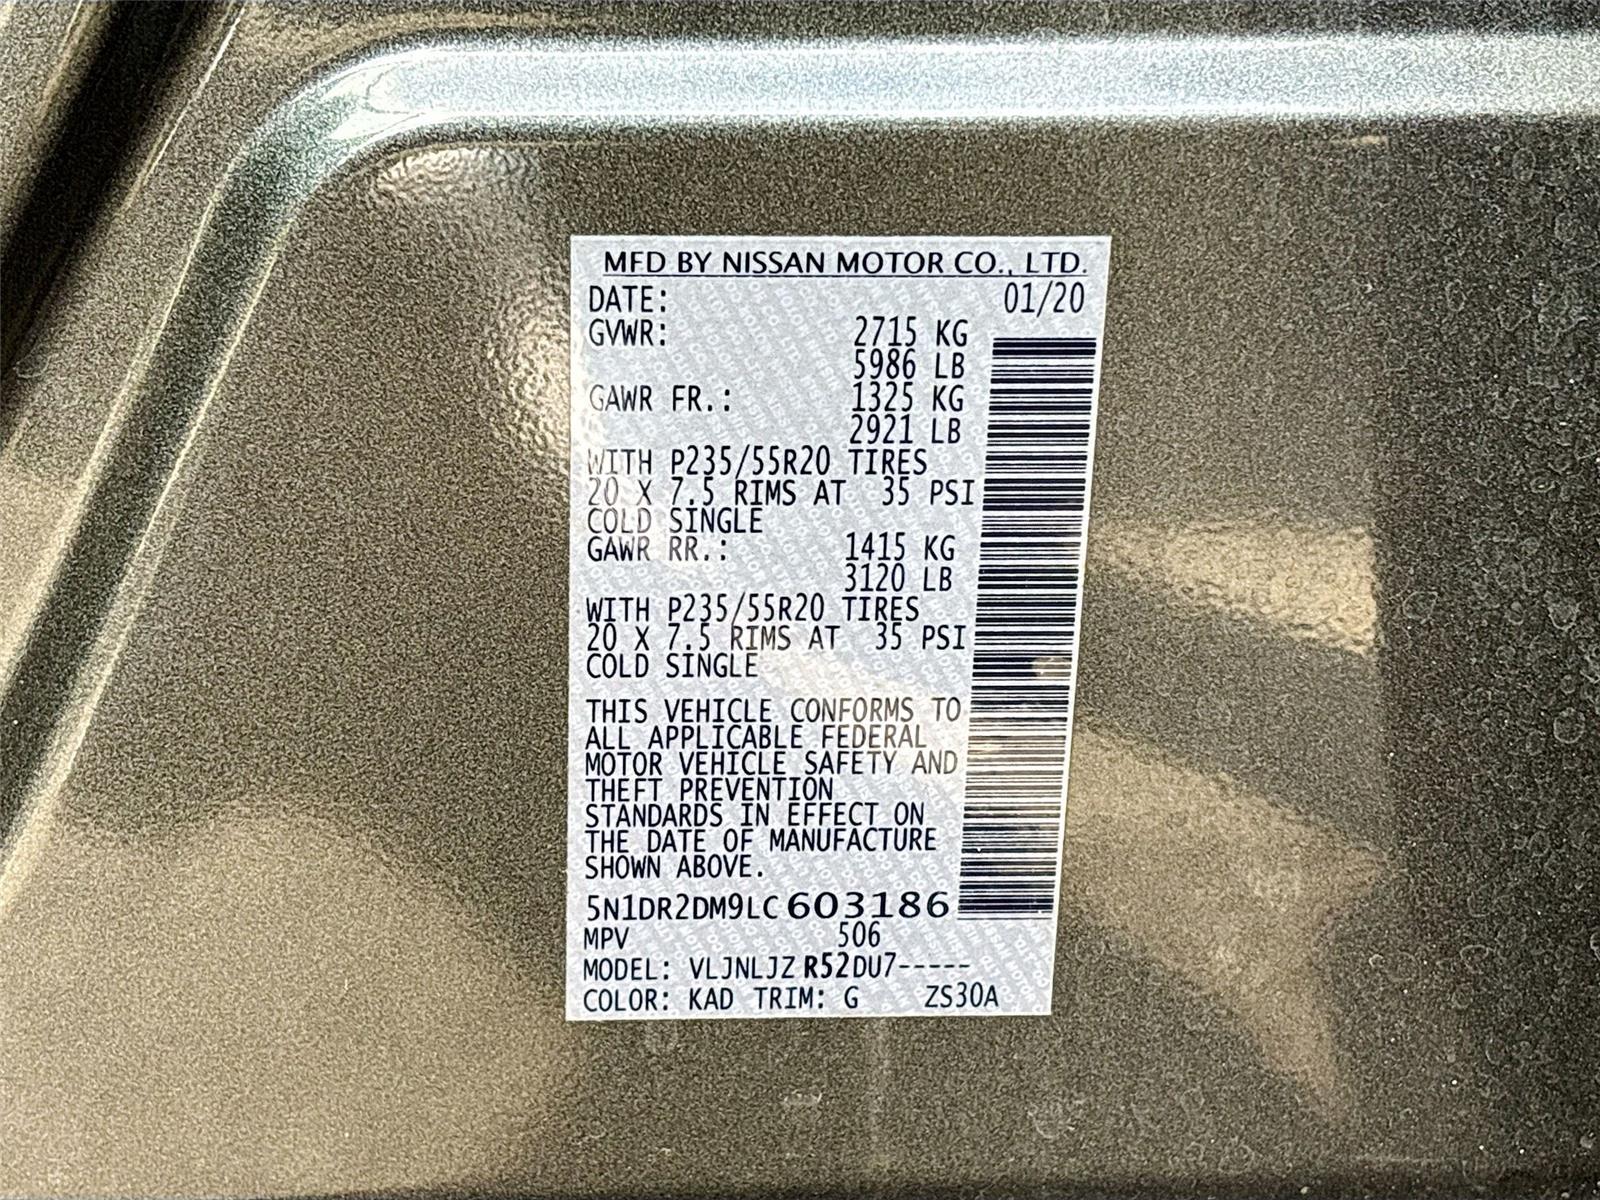 MFD BY NISSAN MOTOR CO., LTD.
DATE: 01/20
GVWR: 2715 KG
5986 LB
GAWR FR.: 1325 KG
2921 LB
WITH P235/55R20 TIRES
20 X 7.5 RIMS AT 35 PSI
COLD SINGLE
GAWR RR.: 1415 KG
3120 LB
WITH P235/55R20 TIRES
20 X 7.5 RIMS AT 35 PSI
COLD SINGLE
THIS VEHICLE CONFORMS TO
ALL APPLICABLE FEDERAL
MOTOR VEHICLE SAFETY AND
THEFT PREVENTION
STANDARDS IN EFFECT ON
THE DATE OF MANUFACTURE
SHOWN ABOVE.
5N1DR2DM9LC603186
MPV 506
MODEL: VLJNLJZ R52DU7-----
COLOR: KAD TRIM: G ZS30A